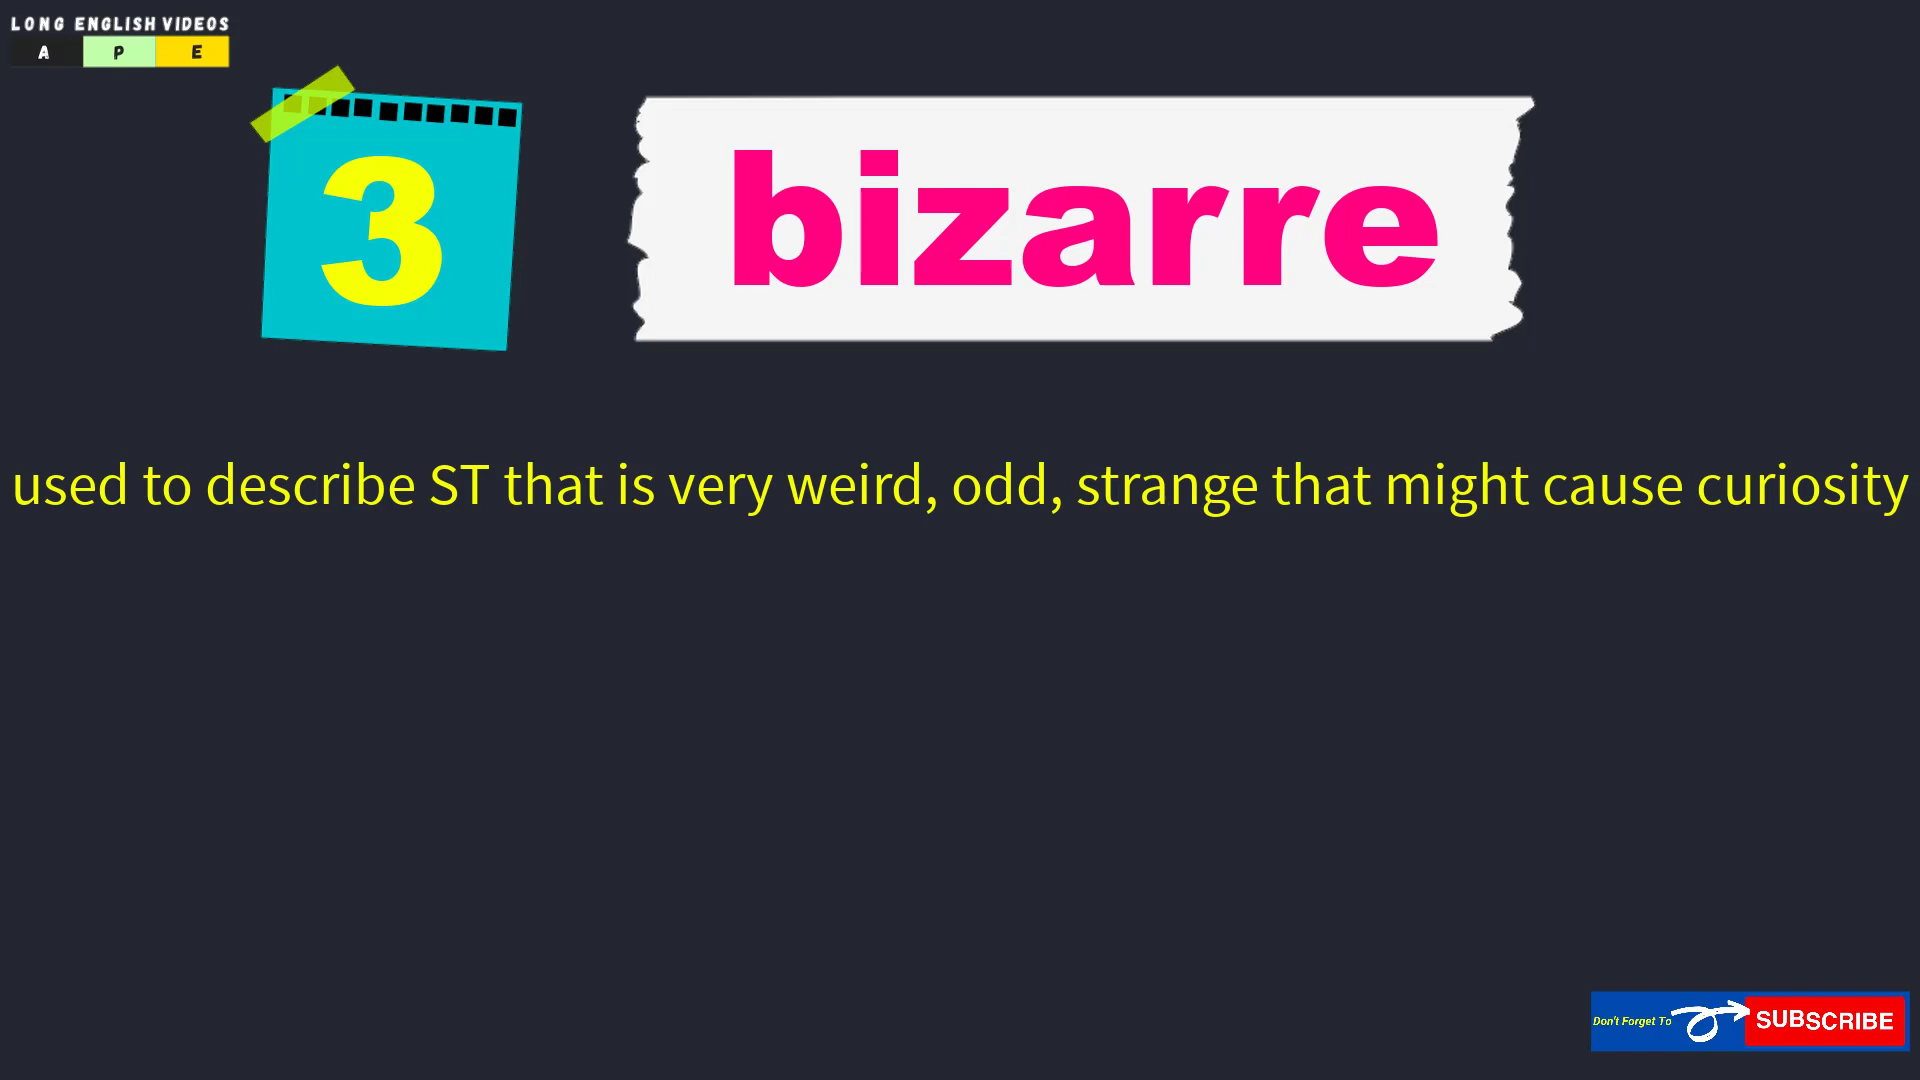 LONG ENGLISH VIDEOS
A P E
3
bizarre
used to describe ST that is very weird, odd, strange that might cause curiosity
Don't Forget To
SUBSCRIBE